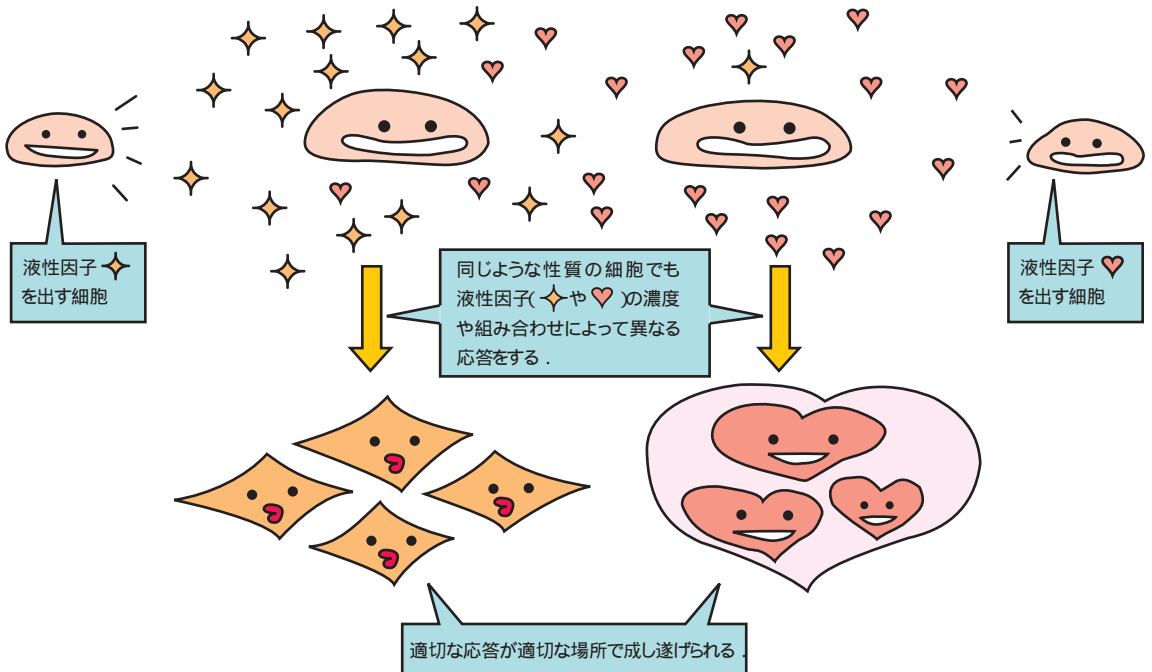 液性因子
を出す細胞
同じような性質の細胞でも
液性因子( や )の濃度
や組み合わせによって異なる
応答をする．
液性因子
を出す細胞
適切な応答が適切な場所で成し遂げられる．